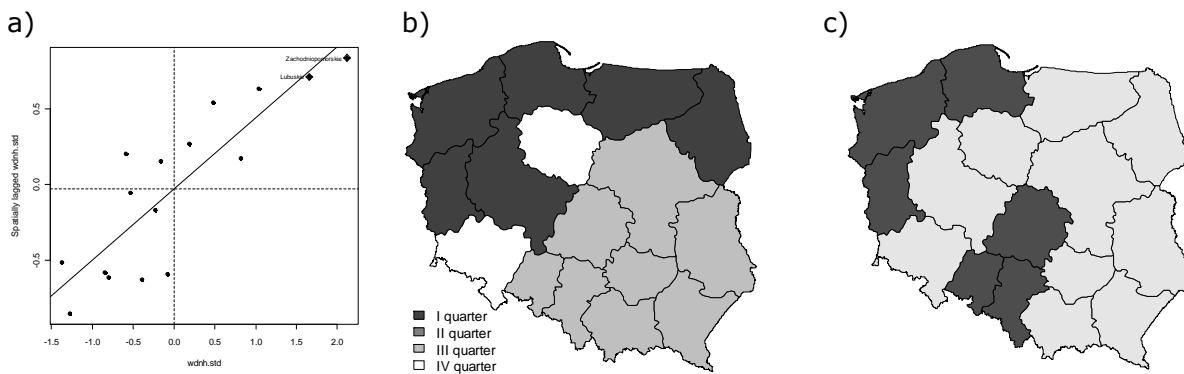 a)
b)
c)
Zachodniopomorskie
Lubuskie
0.5
0.0
-0.5
Spatially lagged wdnh.std
-1.5
-1.0
-0.5
0.0
0.5
1.0
1.5
2.0
wdnh.std
I quarter
II quarter
III quarter
IV quarter